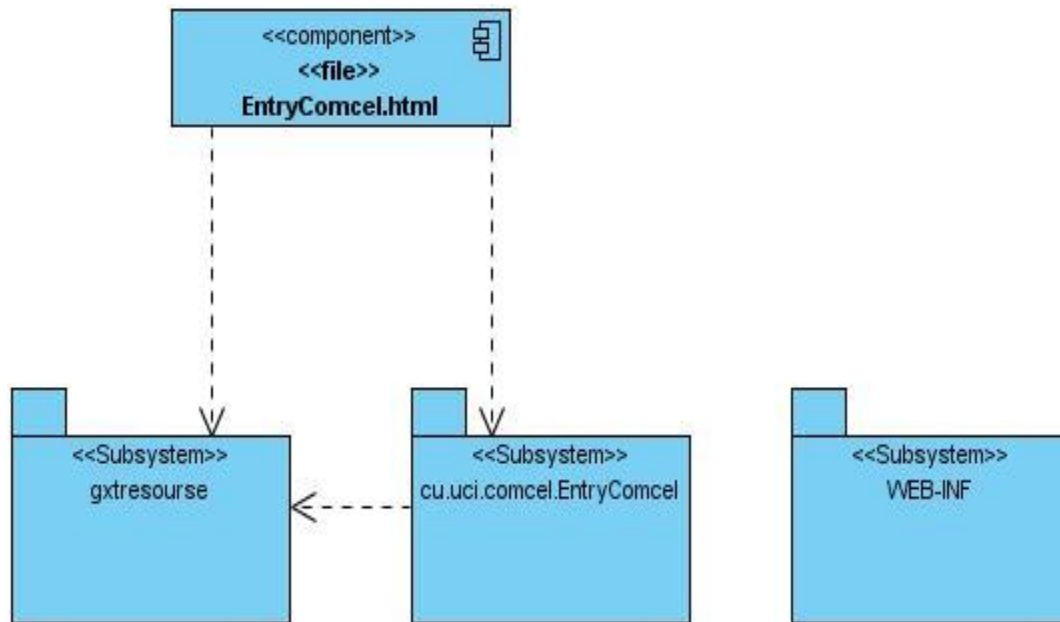 <<component>>
<<file>>
EntryComcel.html
<<Subsystem>>
gxtresourse
<<Subsystem>>
cu.uci.comcel.EntryComcel
<<Subsystem>>
WEB-INF